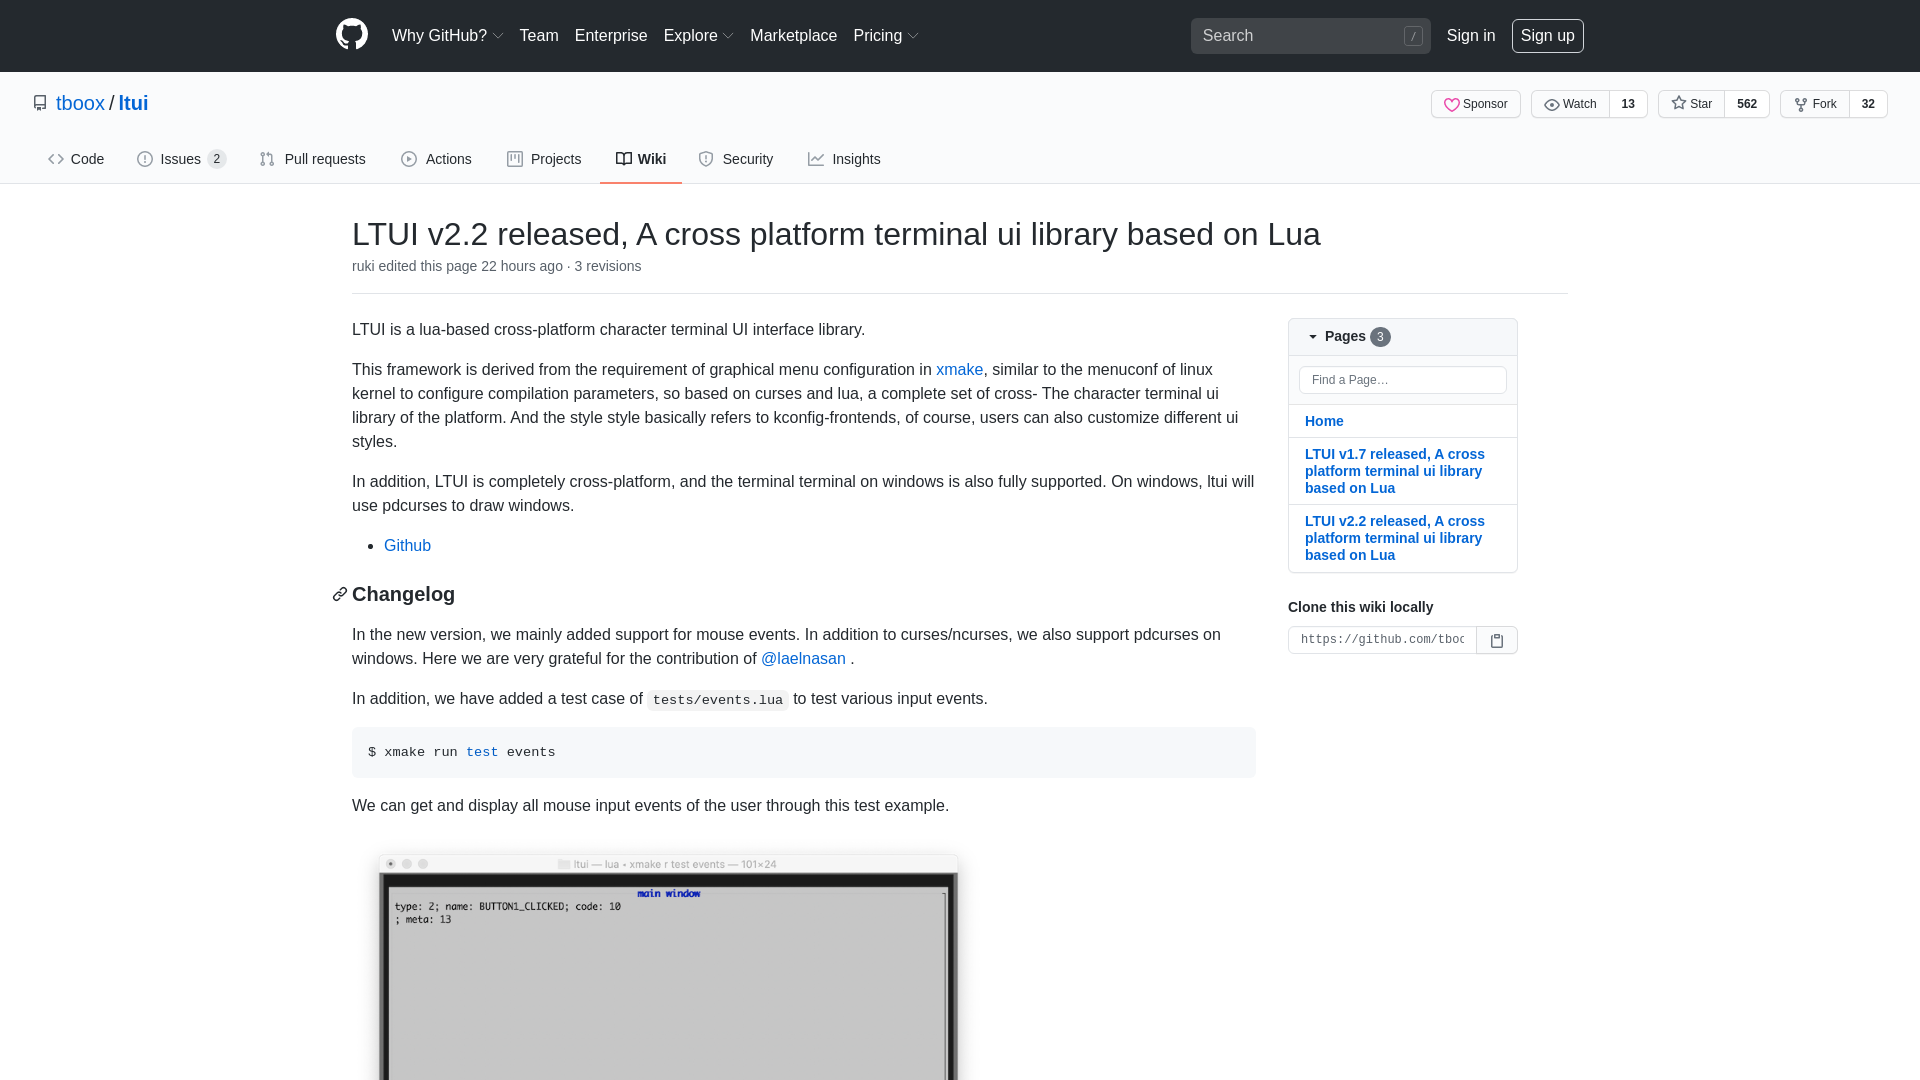 Why GitHub? Team Enterprise Explore Marketplace Pricing Search / Sign in Sign up
tboox / ltui Sponsor Watch 13 Star 562 Fork 32
Code Issues 2 Pull requests Actions Projects Wiki Security Insights
LTUI v2.2 released, A cross platform terminal ui library based on Lua
ruki edited this page 22 hours ago · 3 revisions
LTUI is a lua-based cross-platform character terminal UI interface library.
This framework is derived from the requirement of graphical menu configuration in xmake, similar to the menuconf of linux
kernel to configure compilation parameters, so based on curses and lua, a complete set of cross- The character terminal ui
library of the platform. And the style style basically refers to kconfig-frontends, of course, users can also customize different ui
styles.
In addition, LTUI is completely cross-platform, and the terminal terminal on windows is also fully supported. On windows, ltui will
use pdcurses to draw windows.
Github
Changelog
In the new version, we mainly added support for mouse events. In addition to curses/ncurses, we also support pdcurses on
windows. Here we are very grateful for the contribution of @laelnasan .
In addition, we have added a test case of tests/events.lua to test various input events.
$ xmake run test events
We can get and display all mouse input events of the user through this test example.
ltui — lua • xmake r test events — 101×24
main window
type: 2; name: BUTTON1_CLICKED; code: 10
; meta: 13
Pages 3
Find a Page…
Home
LTUI v1.7 released, A cross
platform terminal ui library
based on Lua
LTUI v2.2 released, A cross
platform terminal ui library
based on Lua
Clone this wiki locally
https://github.com/tboo